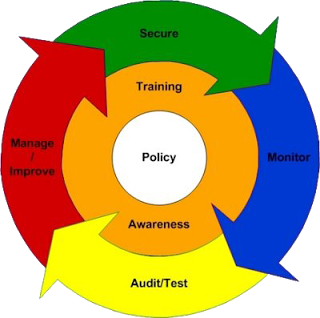 Secure
Training
Manage
/
Improve
Policy
Monitor
Awareness
Audit/Test